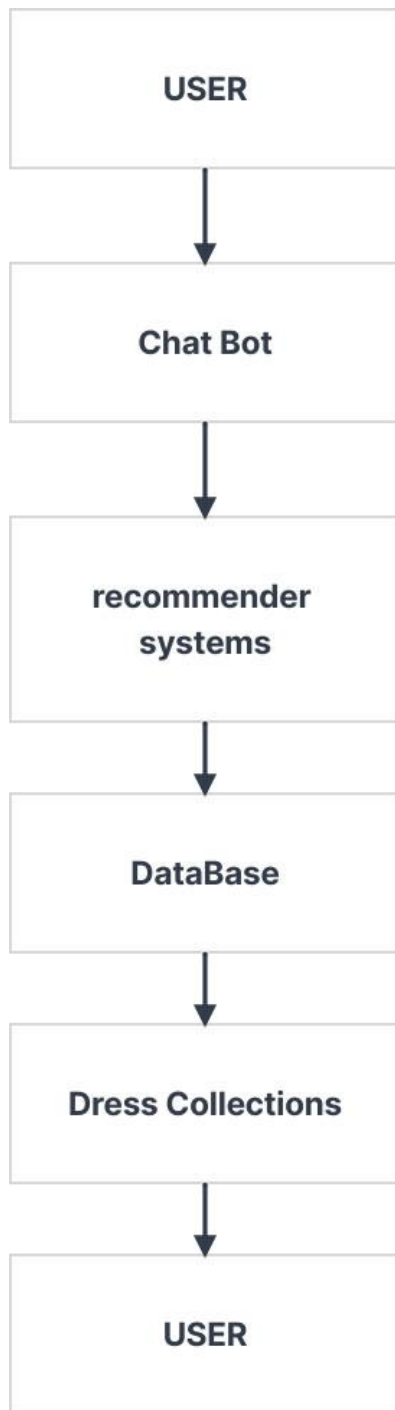 USER
Chat Bot
recommender
systems
DataBase
Dress Collections
USER